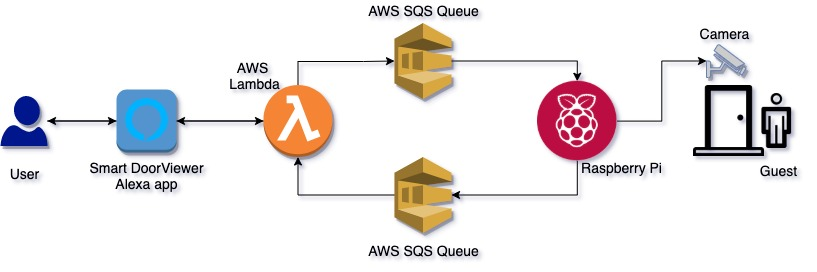 AWS SQS Queue
Camera
AWS
Lambda
User
Smart DoorViewer
Alexa app
Raspberry Pi
Guest
AWS SQS Queue